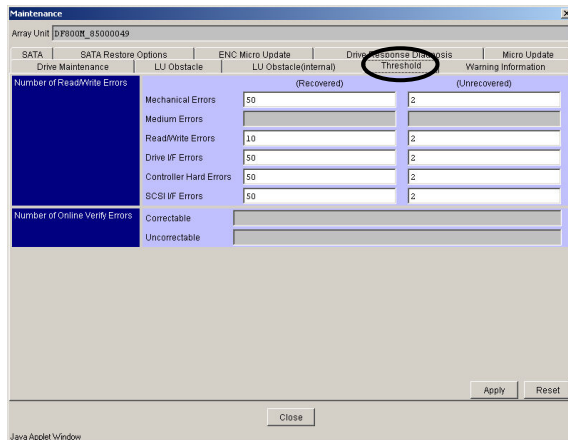 Maintenance
Array Unit DF800M_85000049
SATA SATA Restore Options ENC Micro Update Drive Response Diagnosis Micro Update
Drive Maintenance LU Obstacle LU Obstacle(internal) Threshold Warning Information
Number of Read/Write Errors (Recovered) (Unrecovered)
Mechanical Errors 50 2
Medium Errors
Read/Write Errors 10 2
Drive I/F Errors 50 2
Controller Hard Errors 50 2
SCSI I/F Errors 50 2
Number of Online Verify Errors Correctable
Uncorrectable
Apply Reset
Close
Java Applet Window